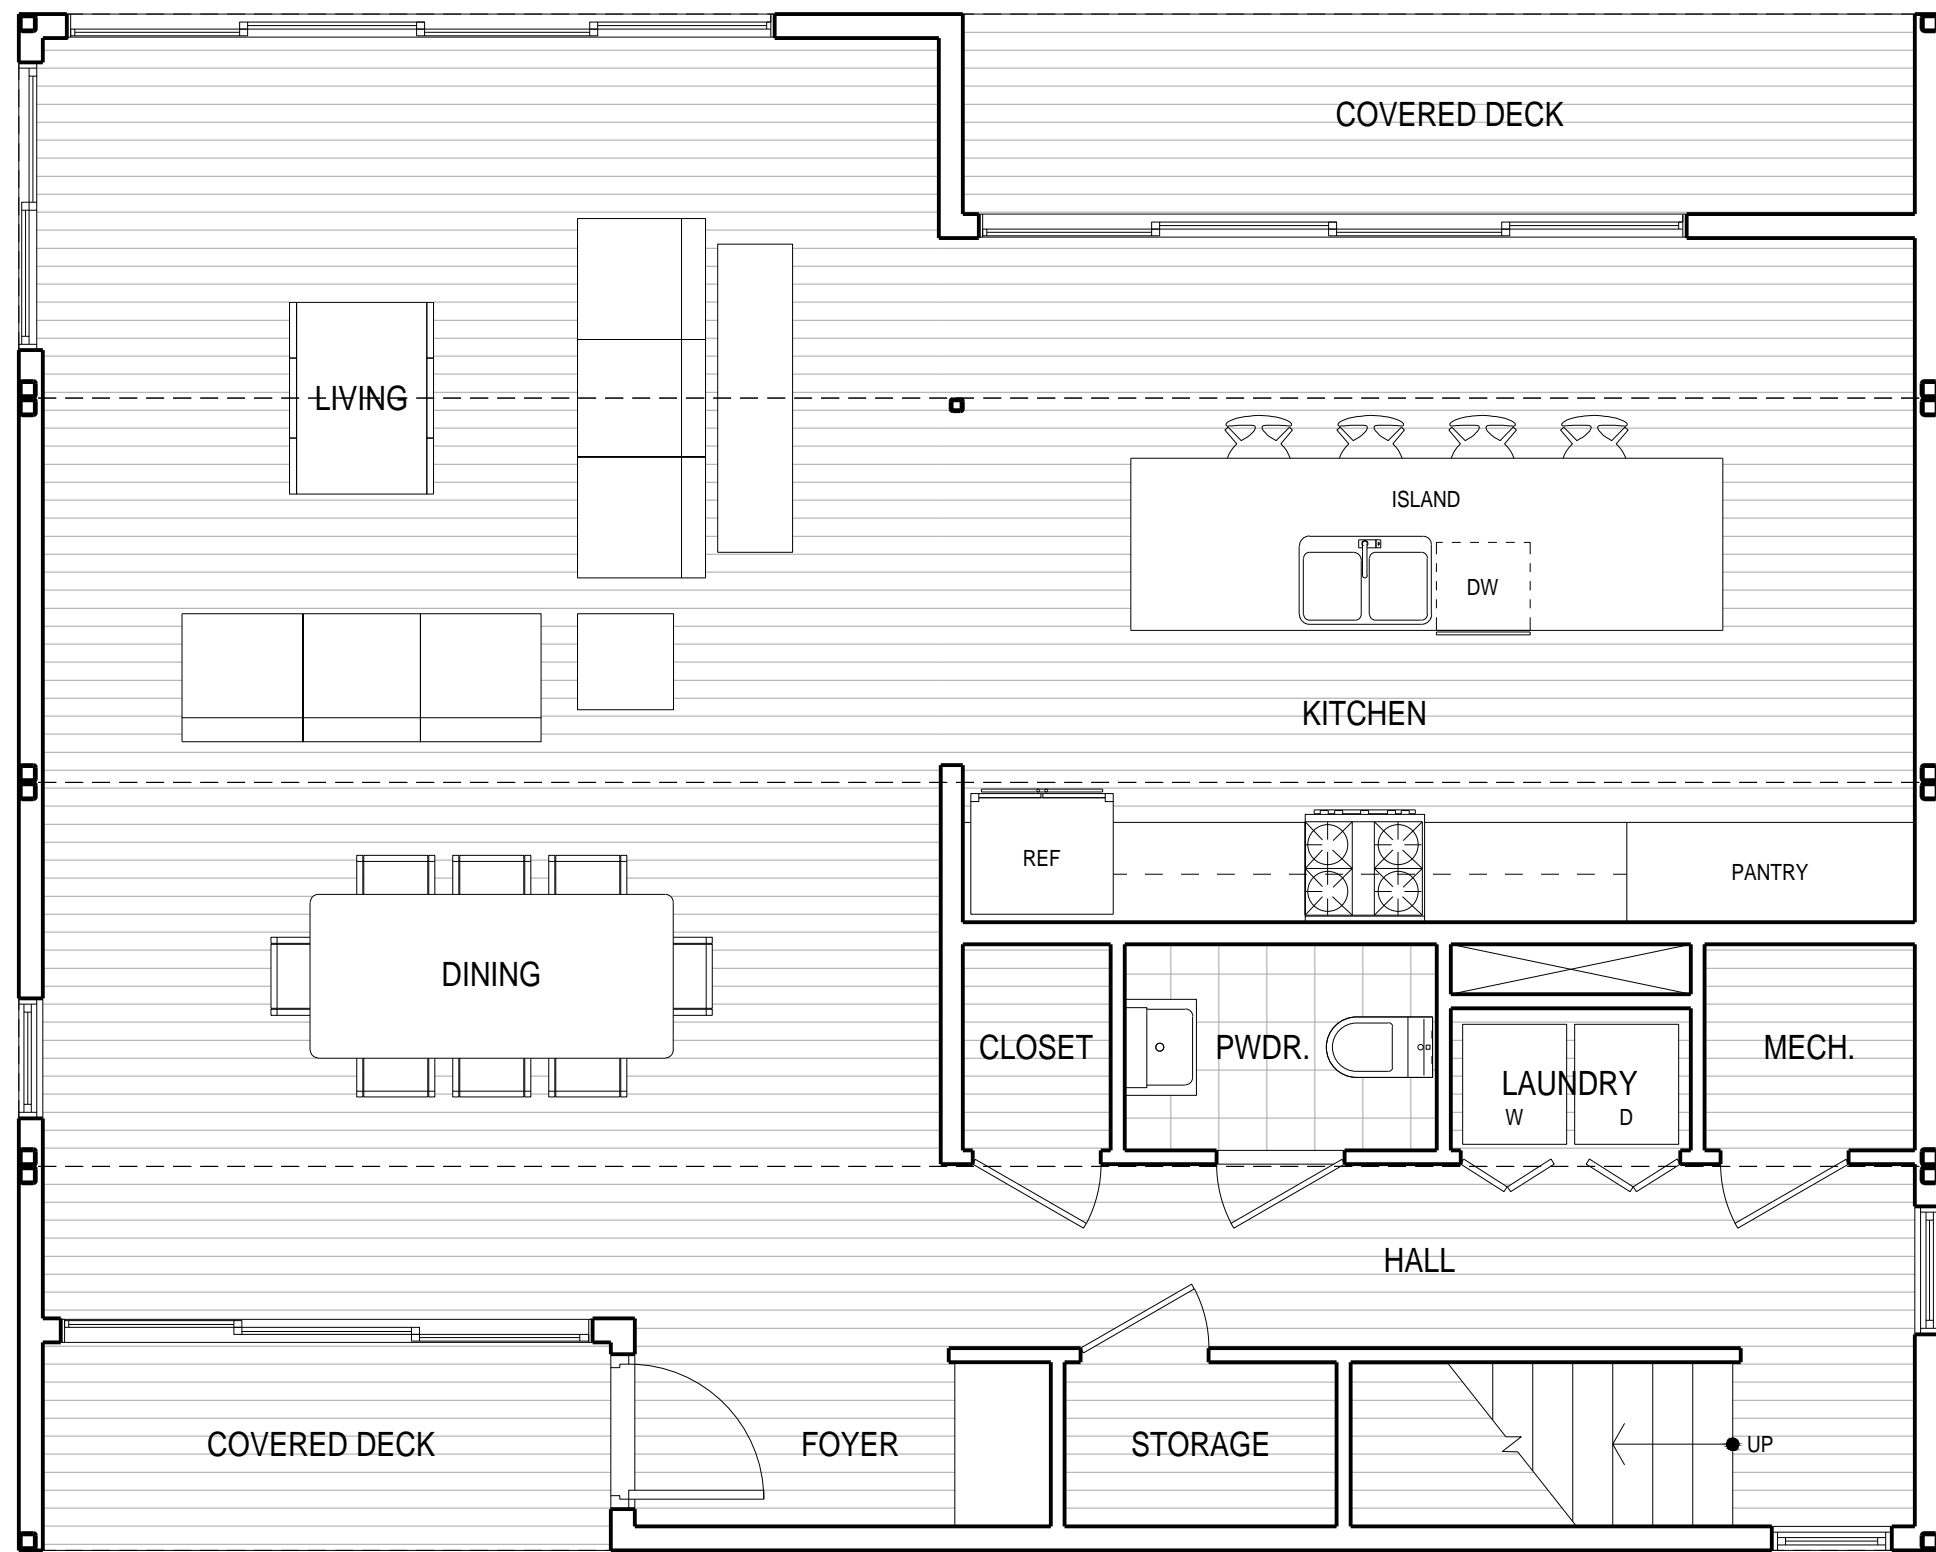 COVERED DECK
LIVING
ISLAND
DW
KITCHEN
REF
PANTRY
DINING
CLOSET
PWDR.
LAUNDRY
W
D
MECH.
HALL
COVERED DECK
FOYER
STORAGE
UP